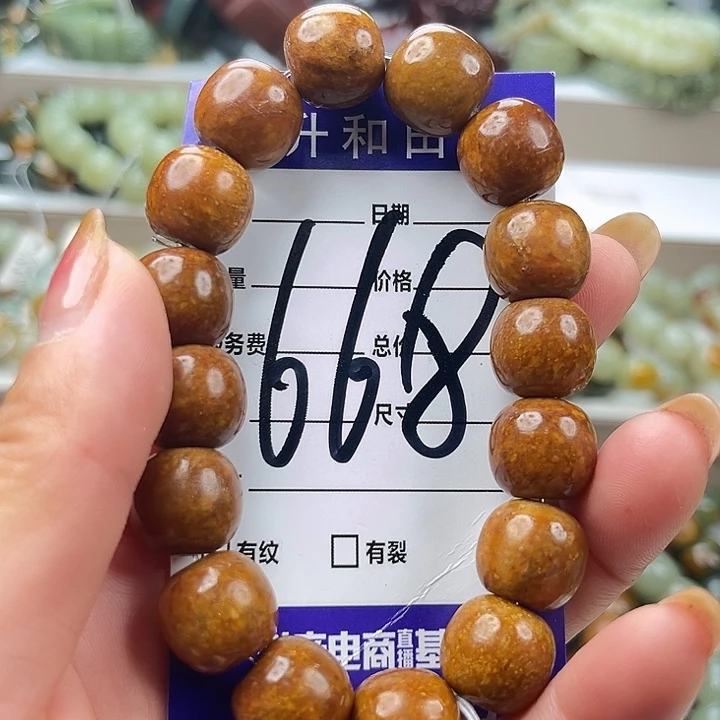 升和田
日期
量 价格
务费 总价
尺寸
668
有纹 □有裂
电商直播基